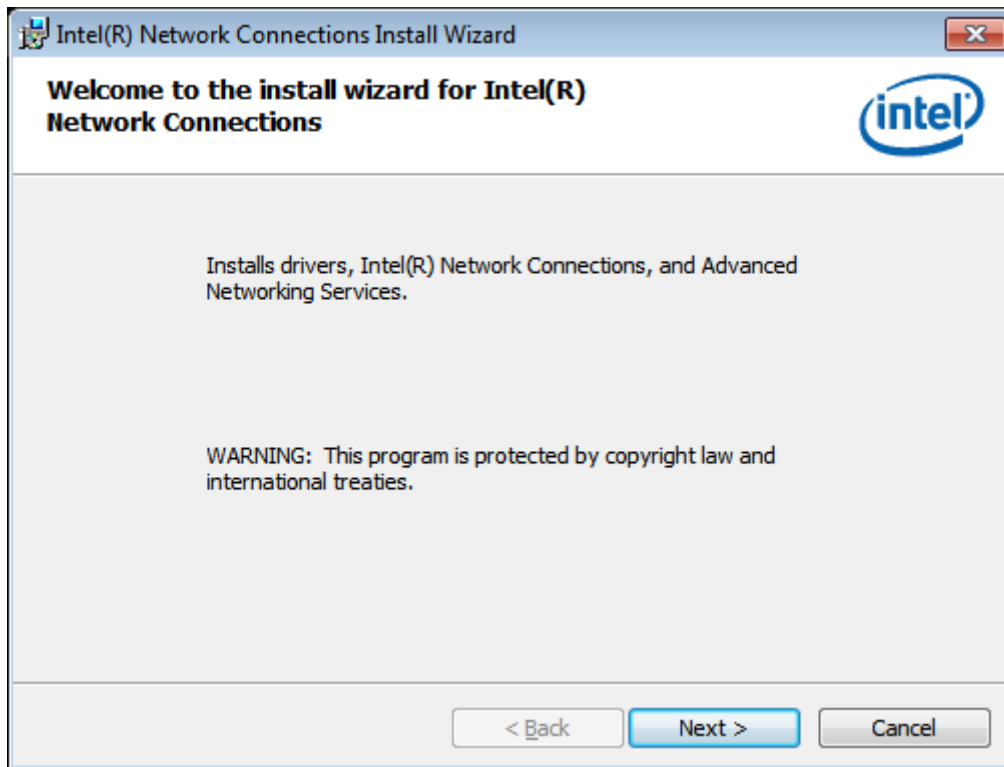 Intel(R) Network Connections Install Wizard
Welcome to the install wizard for Intel(R)
Network Connections
intel
Installs drivers, Intel(R) Network Connections, and Advanced
Networking Services.
WARNING:  This program is protected by copyright law and
international treaties.
< Back
Next >
Cancel